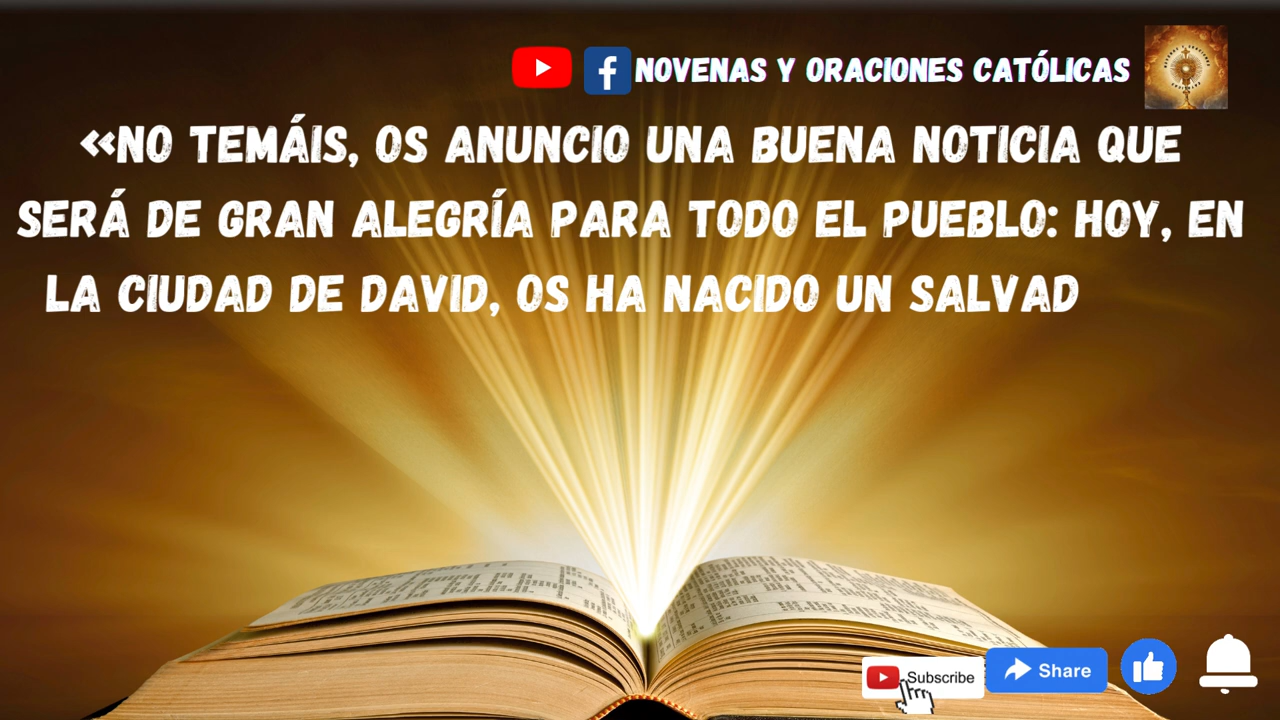 NOVENAS Y ORACIONES CATÓLICAS
«NO TEMÁIS, OS ANUNCIO UNA BUENA NOTICIA QUE
SERÁ DE GRAN ALEGRÍA PARA TODO EL PUEBLO: HOY, EN
LA CIUDAD DE DAVID, OS HA NACIDO UN SALVAD
Subscribe
Share